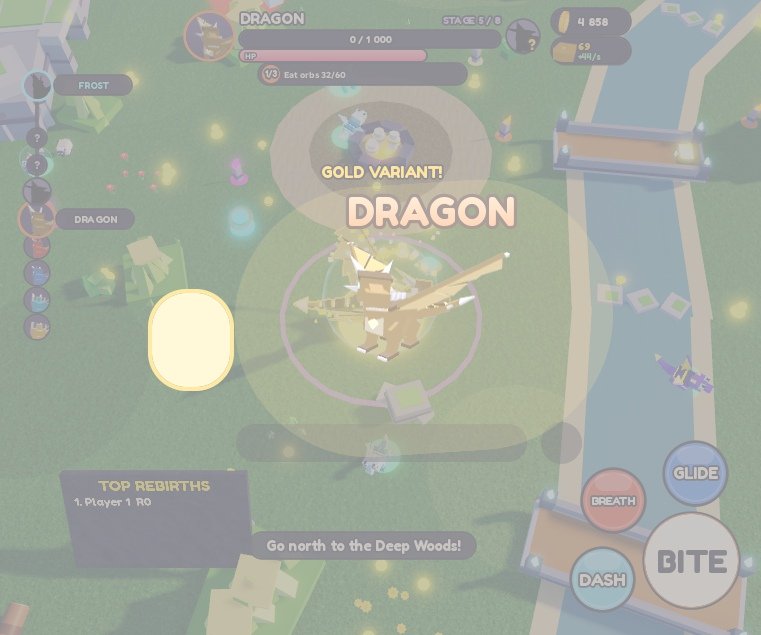 DRAGON
STAGE 5 / 8
0 / 1 000
HP
1/3 Eat orbs 32/60
?
4 858
69
+44/s
FROST
?
?
DRAGON
GOLD VARIANT!
DRAGON
TOP REBIRTHS
1. Player 1 R0
Go north to the Deep Woods!
GLIDE
BREATH
BITE
DASH